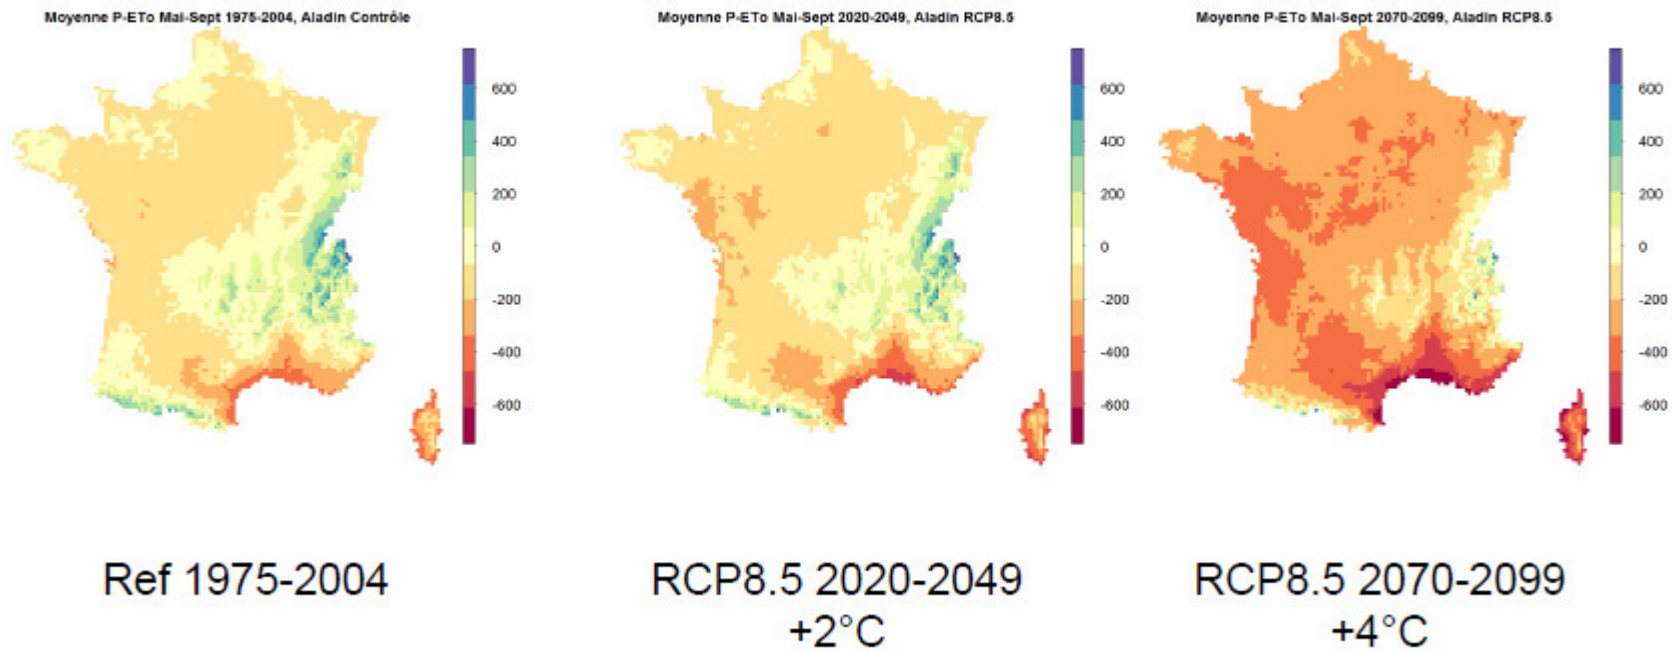 Moyenne P-ETo Mai-Sept 1975-2004, Aladin Contrôle
600
400
200
0
-200
-400
-600
Moyenne P-ETo Mai-Sept 2020-2049, Aladin RCP8.5
600
400
200
0
-200
-400
-600
Moyenne P-ETo Mai-Sept 2070-2099, Aladin RCP8.5
600
400
200
0
-200
-400
-600
Ref 1975-2004
RCP8.5 2020-2049
+2°C
RCP8.5 2070-2099
+4°C